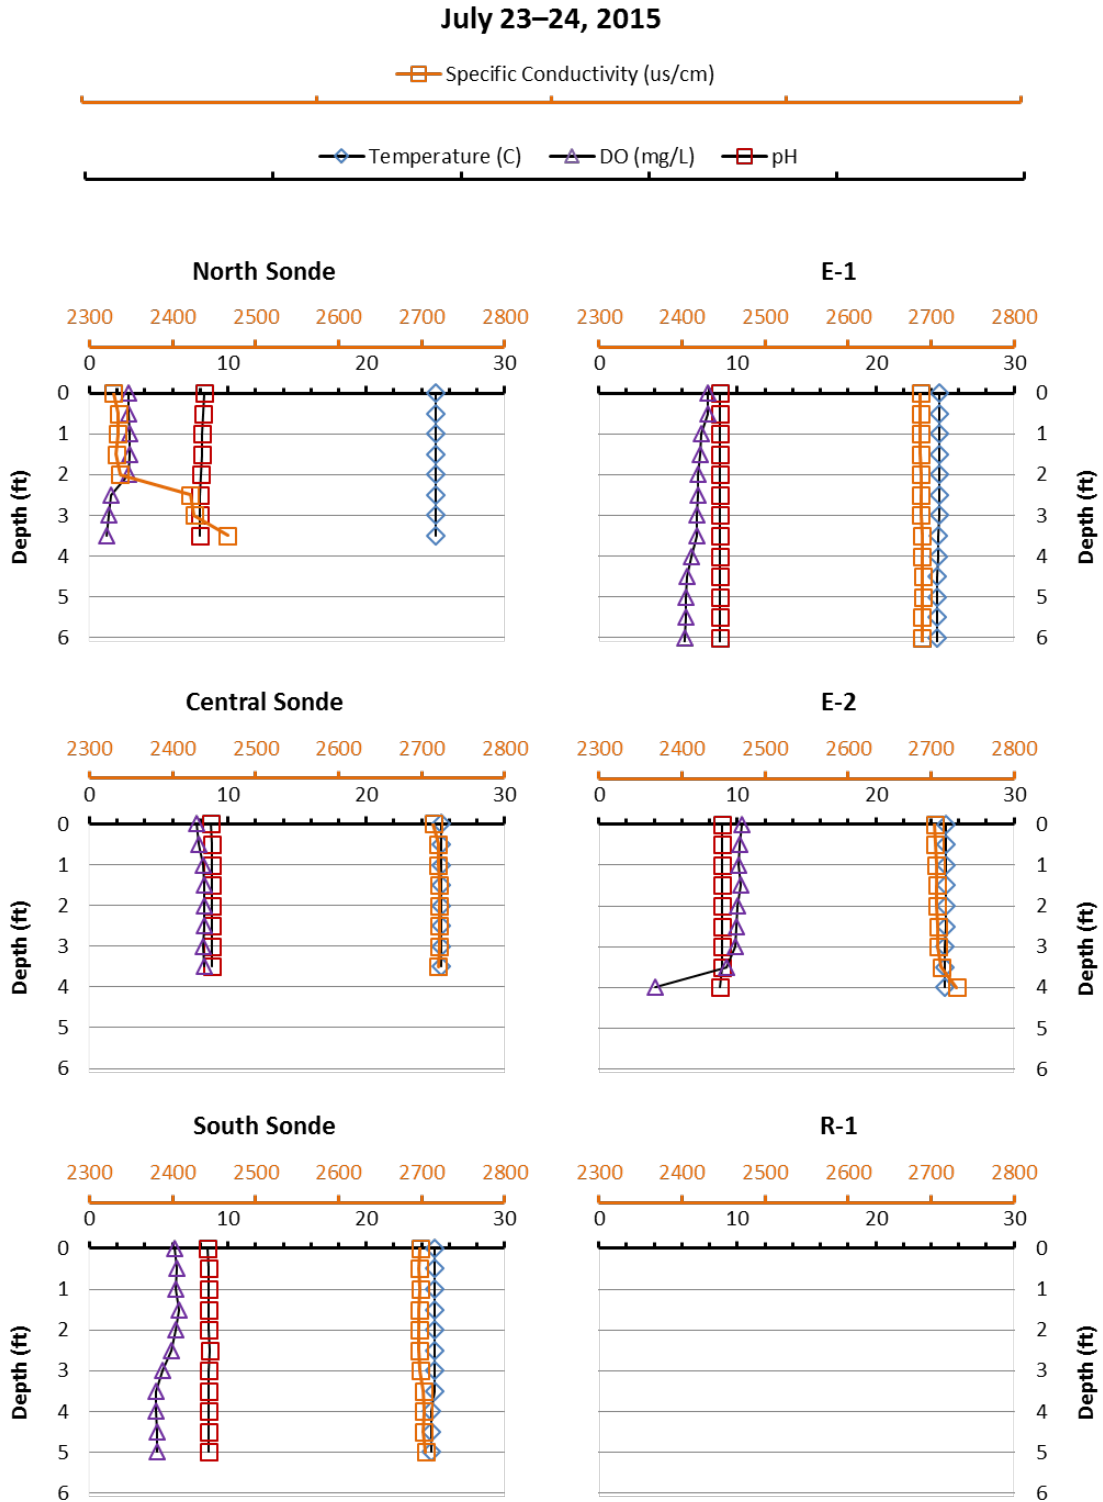 July 23–24, 2015
Specific Conductivity (us/cm)
Temperature (C) DO (mg/L) pH
North Sonde
2300 2400 2500 2600 2700 2800
0 10 20 30
0
1
2
3
4
5
6
Depth (ft)
E-1
2300 2400 2500 2600 2700 2800
0 10 20 30
0
1
2
3
4
5
6
Depth (ft)
Central Sonde
2300 2400 2500 2600 2700 2800
0 10 20 30
0
1
2
3
4
5
6
Depth (ft)
E-2
2300 2400 2500 2600 2700 2800
0 10 20 30
0
1
2
3
4
5
6
Depth (ft)
South Sonde
2300 2400 2500 2600 2700 2800
0 10 20 30
0
1
2
3
4
5
6
Depth (ft)
R-1
2300 2400 2500 2600 2700 2800
0 10 20 30
0
1
2
3
4
5
6
Depth (ft)